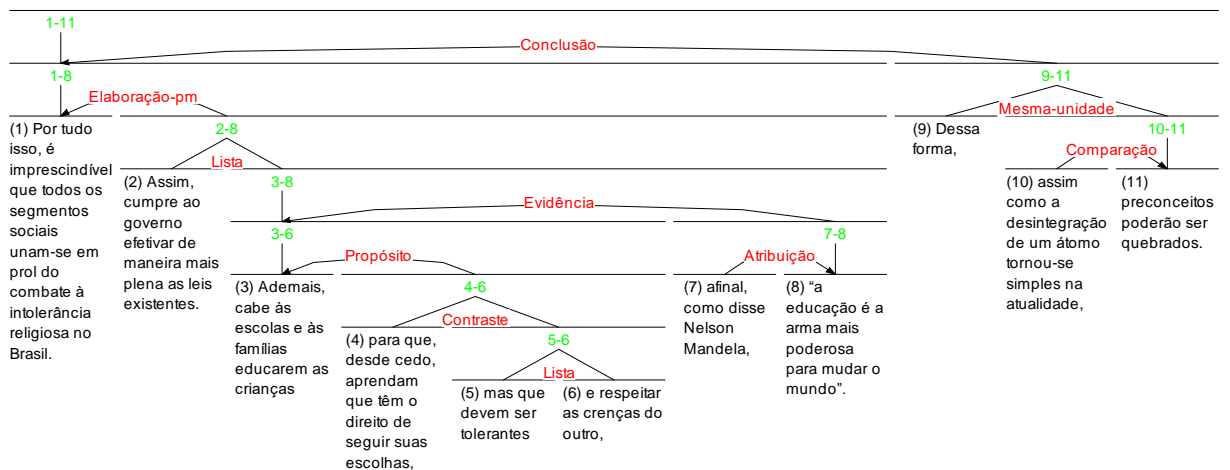 1-11
Conclusão
1-8
9-11
Elaboração-pm
Mesma-unidade
(1) Por tudo
isso, é
imprescindível
que todos os
segmentos
sociais
unam-se em
prol do
combate à
intolerância
religiosa no
Brasil.
2-8
Lista
(2) Assim,
cumpre ao
governo
efetivar de
maneira mais
plena as leis
existentes.
3-8
Evidência
3-6
7-8
Propósito
Atribuição
(3) Ademais,
cabe às
escolas e às
famílias
educarem as
crianças
4-6
Contraste
(4) para que,
desde cedo,
aprendam
que têm o
direito de
seguir suas
escolhas,
5-6
Lista
(5) mas que
devem ser
tolerantes
(6) e respeitar
as crenças do
outro,
(7) afinal,
como disse
Nelson
Mandela,
(8) “a
educação é a
arma mais
poderosa
para mudar o
mundo”.
(9) Dessa
forma,
10-11
Comparação
(10) assim
como a
desintegração
de um átomo
tornou-se
simples na
atualidade,
(11)
preconceitos
poderão ser
quebrados.